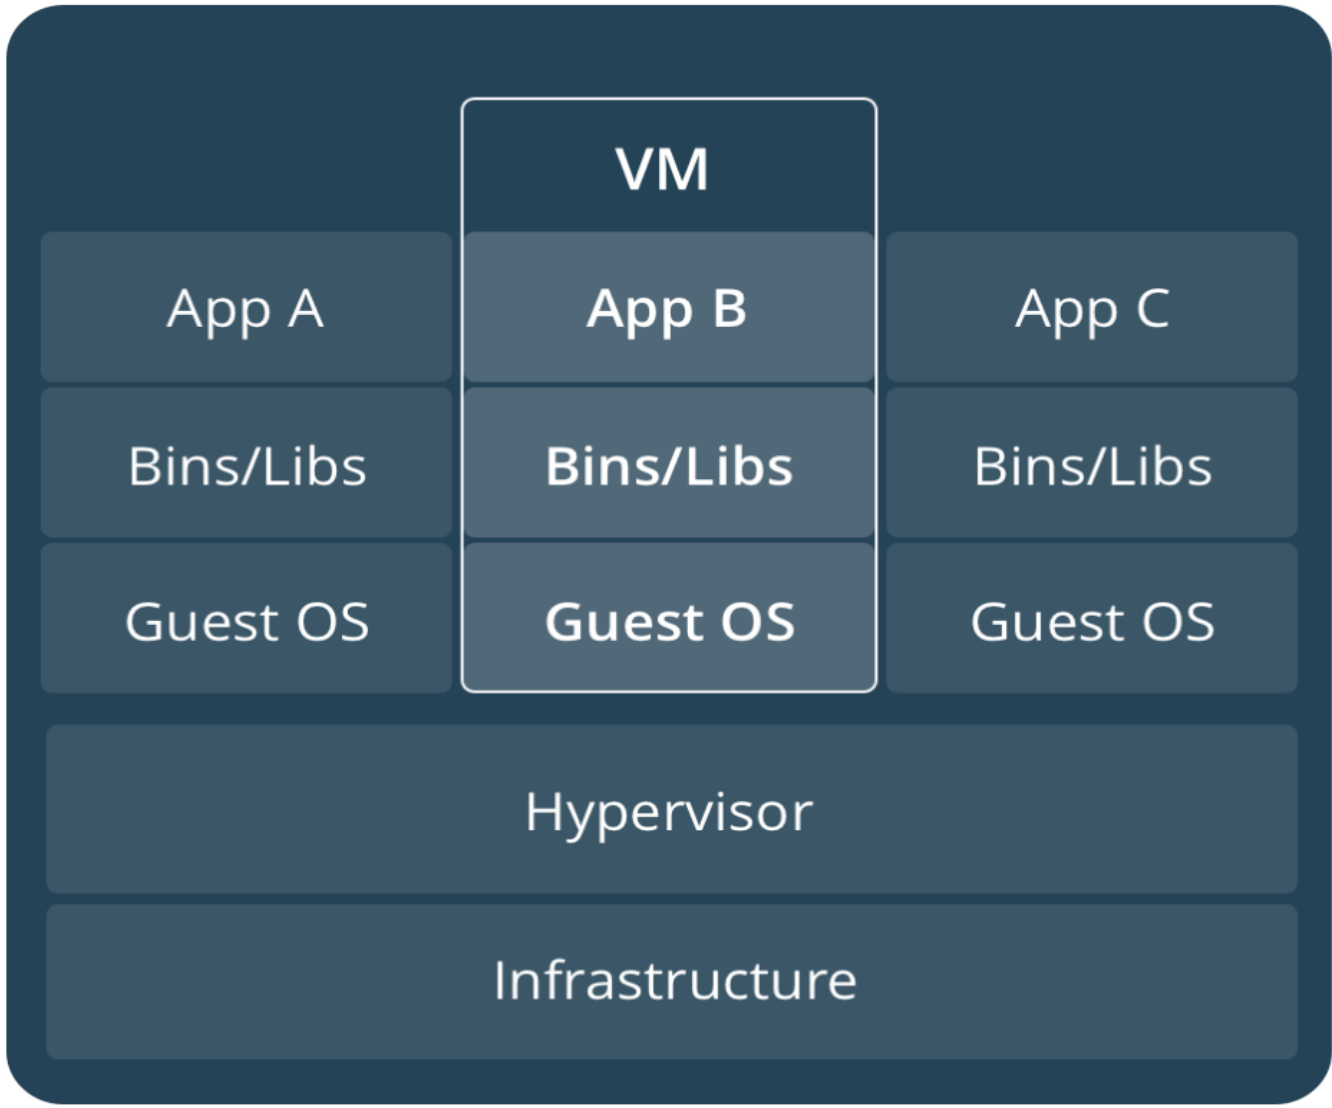 VM
App A
App B
App C
Bins/Libs
Bins/Libs
Bins/Libs
Guest OS
Guest OS
Guest OS
Hypervisor
Infrastructure